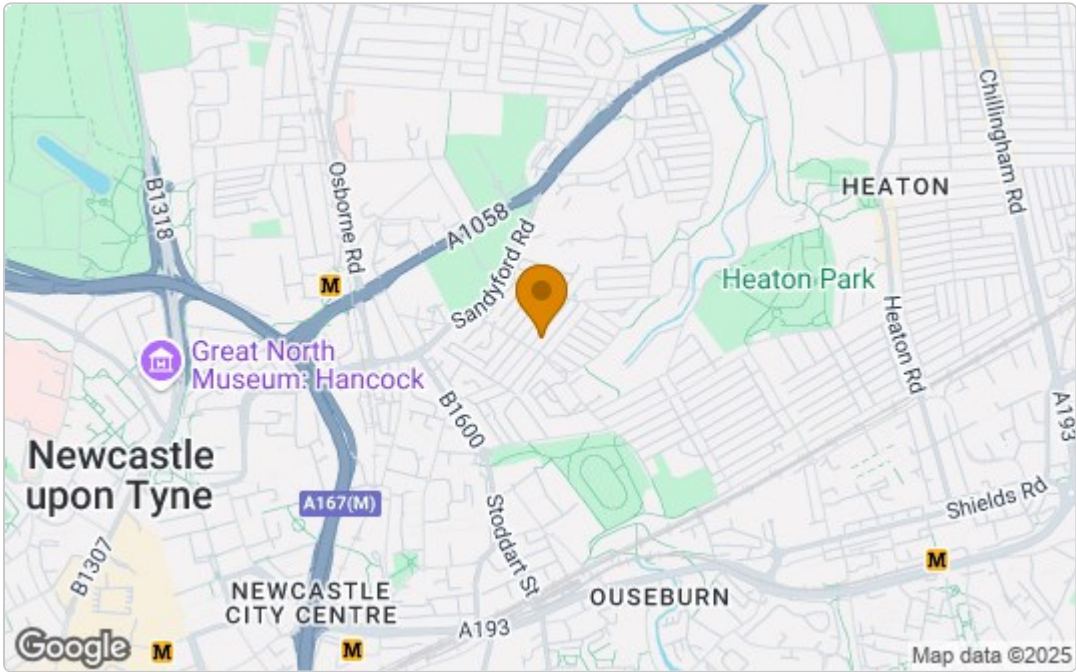 Chillingham Rd
HEATON
B1318
Osborne Rd
A1058
Sandyford Rd
M
Heaton Park
Great North
Museum: Hancock
Heaton Rd
B1600
A193
Newcastle
upon Tyne
A167(M)
Stoddart St
Shields Rd
B1307
M
NEWCASTLE
CITY CENTRE
OUSEBURN
A193
Google
M
M
Map data ©2025